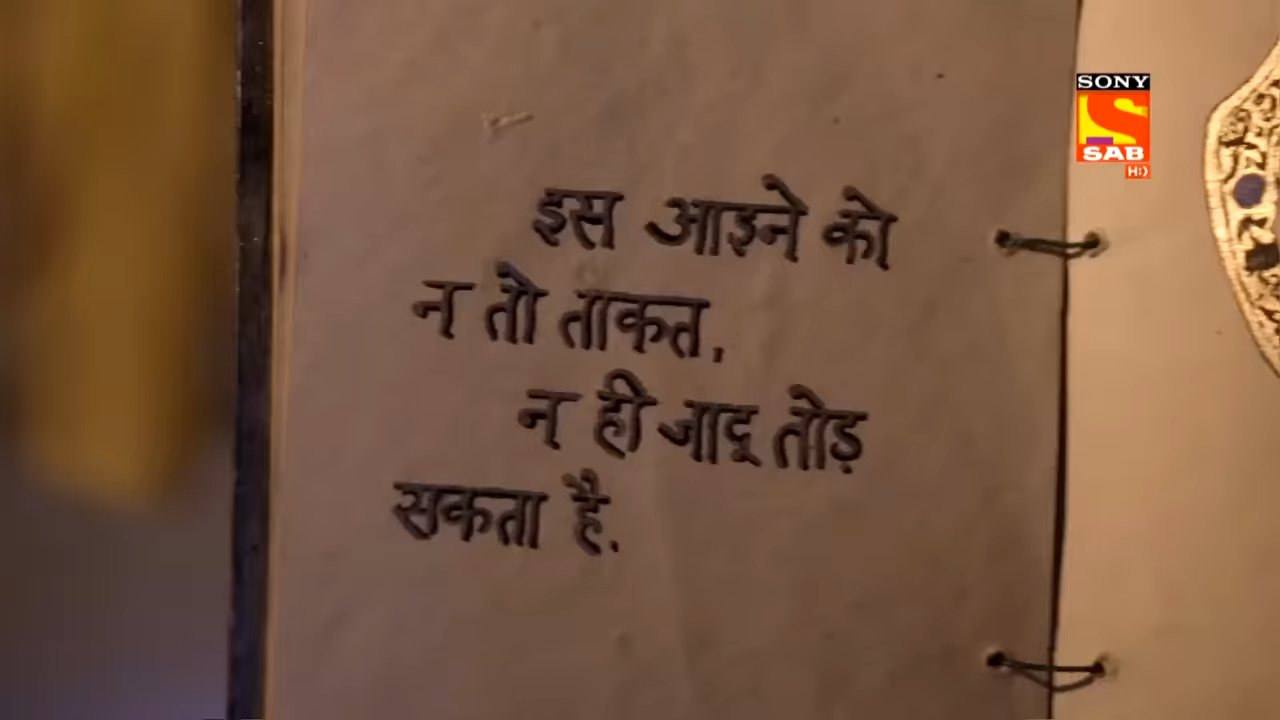 SONY
SAB
HD
इस आइने को
न तो ताकत,
न ही जादू तोड़
सकता है.